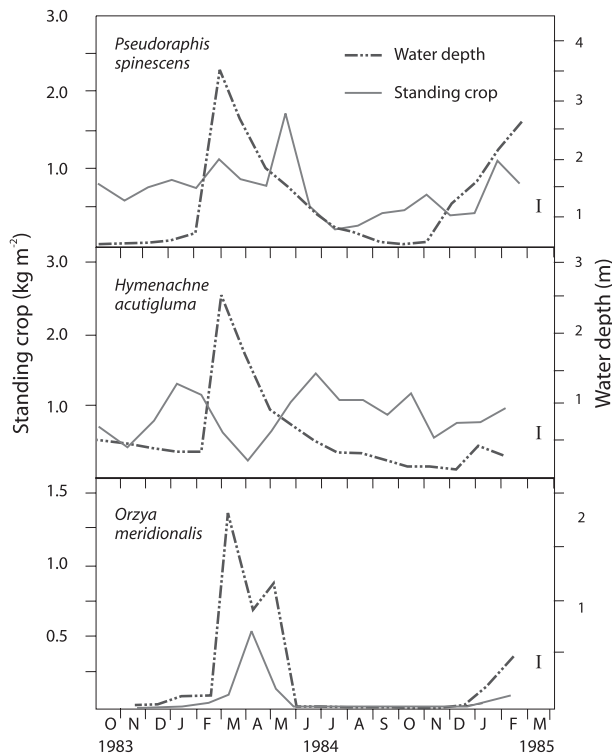 3.0
2.0
1.0
Pseudoraphis
spinescens
Water depth
Standing crop
4
3
2
1
I
3.0
2.0
1.0
Hymenachne
acutigluma
3
2
1
I
1.5
1.0
0.5
Orzya
meridionalis
2
1
I
Standing crop (kg m-2)
Water depth (m)
O N D J F M A M J J A S O N D J F M
1983 1984 1985